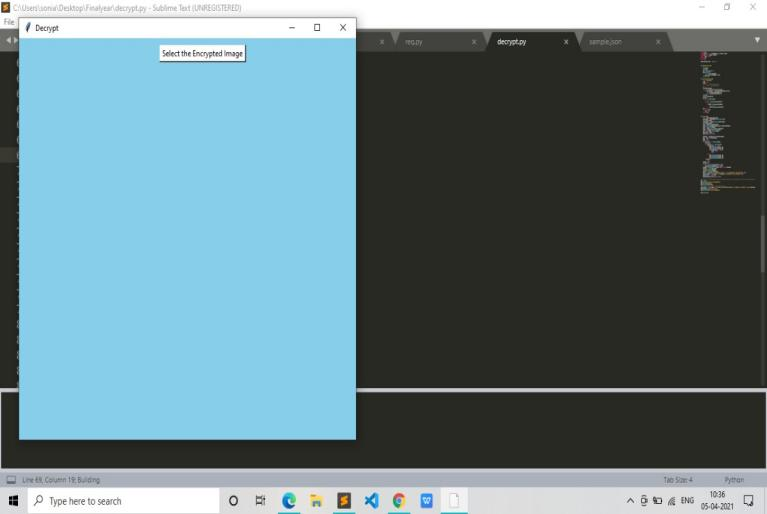 C:\Users\sonia\Desktop\Finalyear\decrypt.py - Sublime Text (UNREGISTERED)
File
Decrypt
Select the Encrypted Image
req.py
decrypt.py
sample.json
Line 69, Column 19; Building
Tab Size: 4
Python
Type here to search
ENG
10:36
05-04-2021